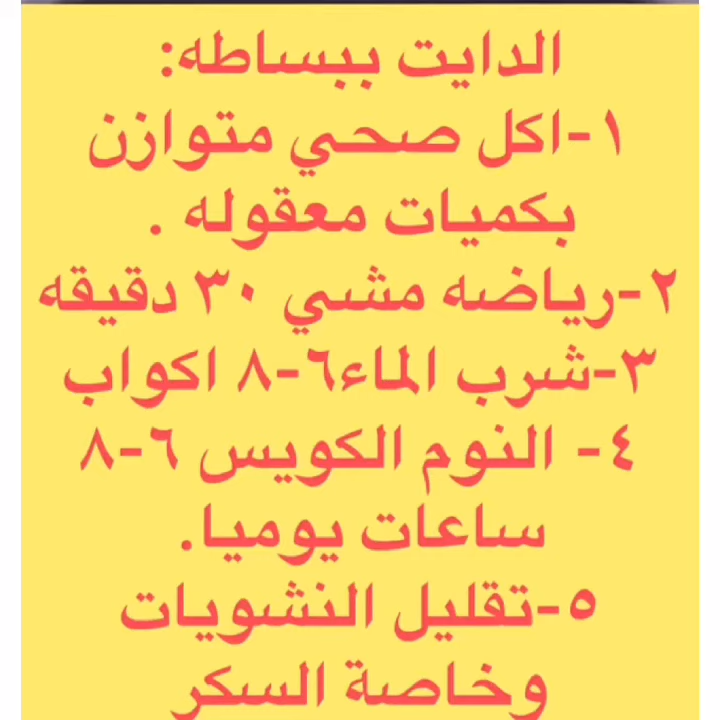 الدايت ببساطه:
١-اكل صحي متوازن
بكميات معقوله .
٢-رياضه مشي ٣٠ دقيقه
٣-شرب الماء٦-٨ اكواب
٤- النوم الكويس ٦-٨
ساعات يوميا.
٥-تقليل النشويات
وخاصة السكر